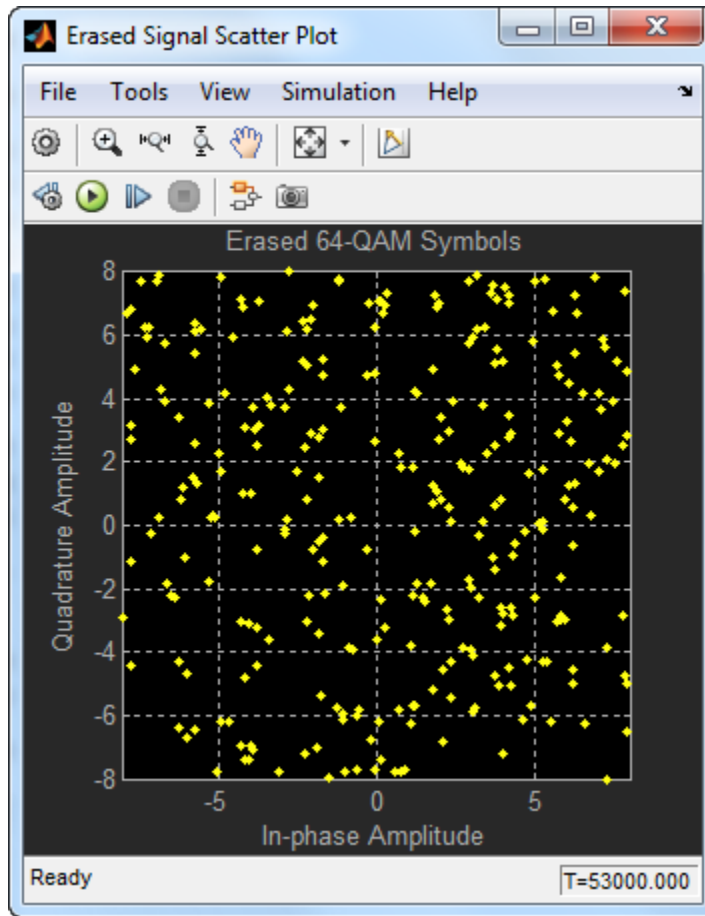 Erased Signal Scatter Plot
File Tools View Simulation Help
Erased 64-QAM Symbols
8
6
4
2
0
-2
-4
-6
-8
Quadrature Amplitude
-5 0 5
In-phase Amplitude
Ready T=53000.000